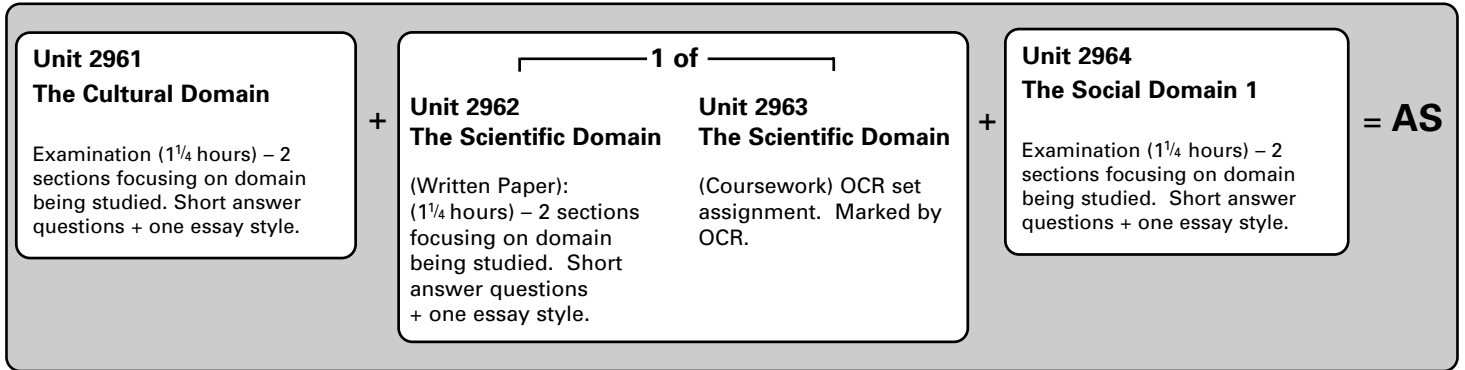 Unit 2961
The Cultural Domain
Examination (1¼ hours) – 2
sections focusing on domain
being studied. Short answer
questions + one essay style.
+
1 of
Unit 2962
The Scientific Domain
(Written Paper):
(1¼ hours) – 2 sections
focusing on domain
being studied. Short
answer questions
+ one essay style.
Unit 2963
The Scientific Domain
(Coursework) OCR set
assignment. Marked by
OCR.
+
Unit 2964
The Social Domain 1
Examination (1¼ hours) – 2
sections focusing on domain
being studied. Short answer
questions + one essay style.
= AS